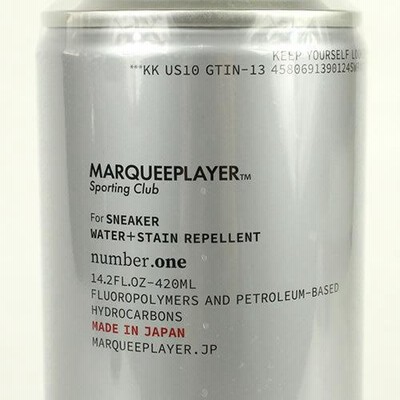 KEEP YOURSELF
***KK US10 GTIN-13 4580691390124
MARQUEEPLAYER™
Sporting Club
For SNEAKER
WATER+STAIN REPELLENT
number.one
14.2FL.OZ-420ML
FLUOROPOLYMERS AND PETROLEUM-BASED
HYDROCARBONS
MADE IN JAPAN
MARQUEEPLAYER.JP